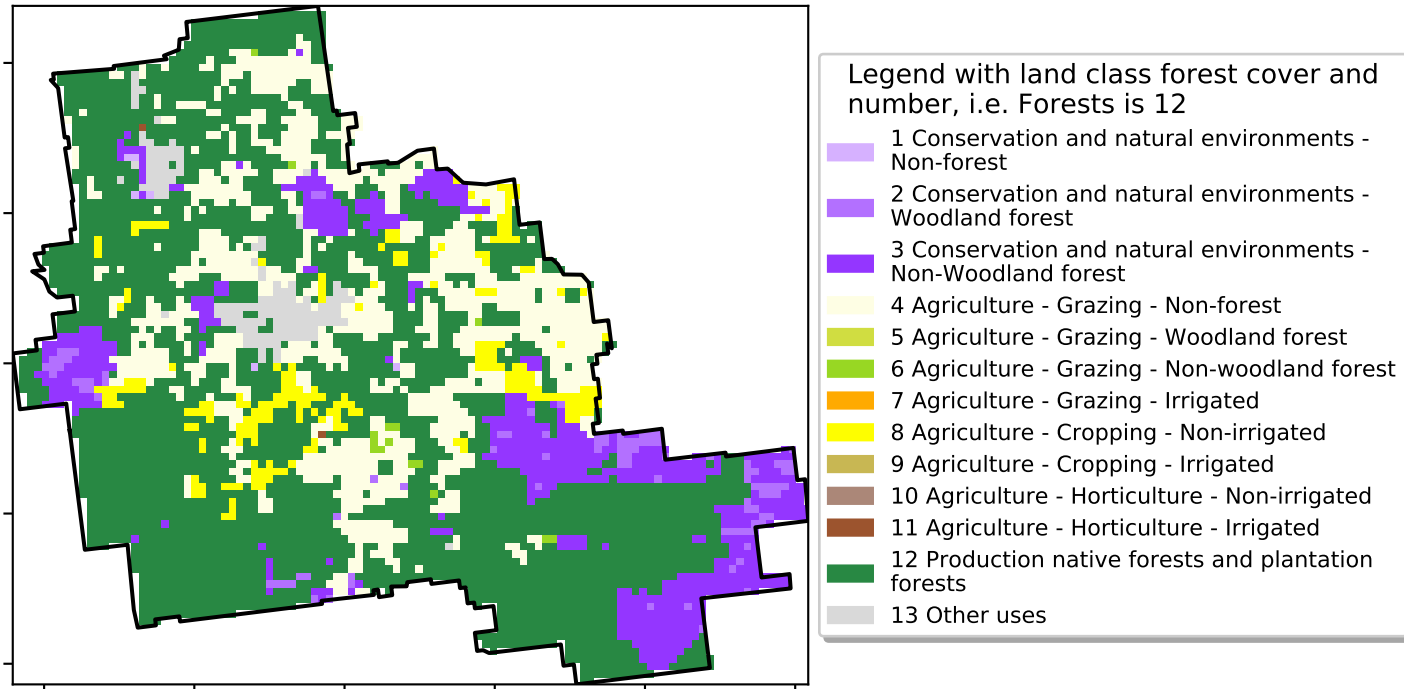 Legend with land class forest cover and
number, i.e. Forests is 12
1 Conservation and natural environments -
Non-forest
2 Conservation and natural environments -
Woodland forest
3 Conservation and natural environments -
Non-Woodland forest
4 Agriculture - Grazing - Non-forest
5 Agriculture - Grazing - Woodland forest
6 Agriculture - Grazing - Non-woodland forest
7 Agriculture - Grazing - Irrigated
8 Agriculture - Cropping - Non-irrigated
9 Agriculture - Cropping - Irrigated
10 Agriculture - Horticulture - Non-irrigated
11 Agriculture - Horticulture - Irrigated
12 Production native forests and plantation
forests
13 Other uses